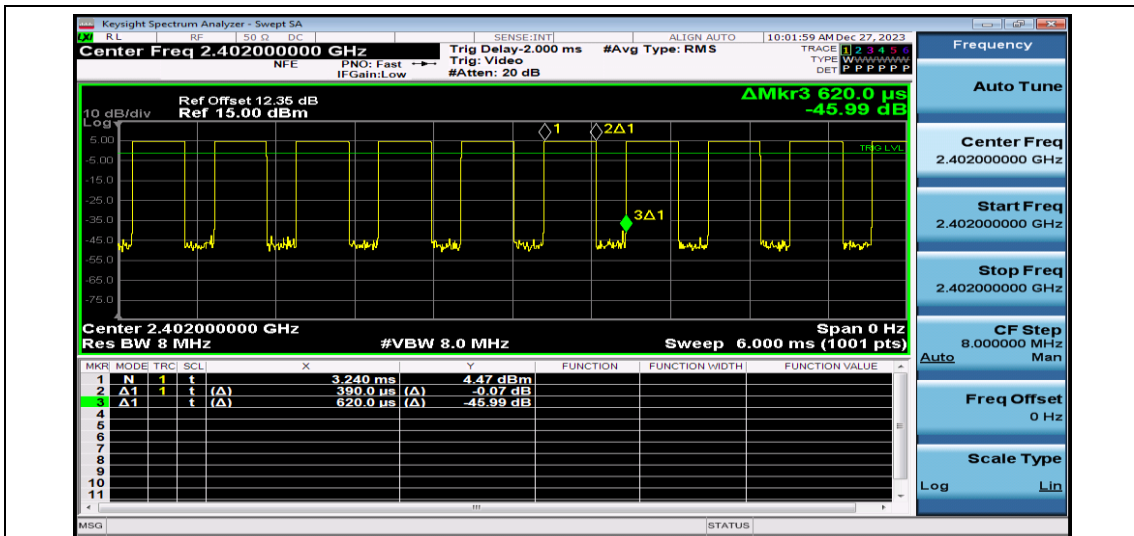 Keysight Spectrum Analyzer - Swept SA
LXI RL RF 50 Ω DC SENSE:INT ALIGN AUTO 10:01:59 AM Dec 27, 2023
Center Freq 2.402000000 GHz
NFE PNO: Fast IFGain:Low
Trig Delay-2.000 ms #Avg Type: RMS
Trig: Video
#Atten: 20 dB
TRACE 1 2 3 4 5 6
TYPE WWWWWW
DET P P P P P P
Ref Offset 12.35 dB
10 dB/div Ref 15.00 dBm
Log
ΔMkr3 620.0 µs
-45.99 dB
5.00
-5.00
-15.0
-25.0
-35.0
-45.0
-55.0
-65.0
-75.0
1
2Δ1
TRIG LVL
3Δ1
Center 2.402000000 GHz Span 0 Hz
Res BW 8 MHz #VBW 8.0 MHz Sweep 6.000 ms (1001 pts)
MKR MODE TRC SCL X Y FUNCTION FUNCTION WIDTH FUNCTION VALUE
1 N 1 t 3.240 ms 4.47 dBm
2 Δ1 1 t (Δ) 390.0 µs (Δ) -0.07 dB
3 Δ1 t (Δ) 620.0 µs (Δ) -45.99 dB
4
5
6
7
8
9
10
11
MSG STATUS
Frequency
Auto Tune
Center Freq
2.402000000 GHz
Start Freq
2.402000000 GHz
Stop Freq
2.402000000 GHz
CF Step
8.000000 MHz
Auto Man
Freq Offset
0 Hz
Scale Type
Log Lin